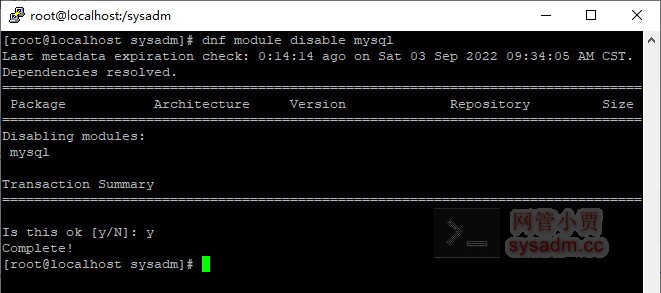 root@localhost:/sysadm
[root@localhost sysadm]# dnf module disable mysql
Last metadata expiration check: 0:14:14 ago on Sat 03 Sep 2022 09:34:05 AM CST.
Dependencies resolved.
================================================================================
Package Architecture Version Repository Size
================================================================================
Disabling modules:
mysql
Transaction Summary
================================================================================
Is this ok [y/N]: y
Complete!
[root@localhost sysadm]#
>_
网管小贾
sysadm.cc